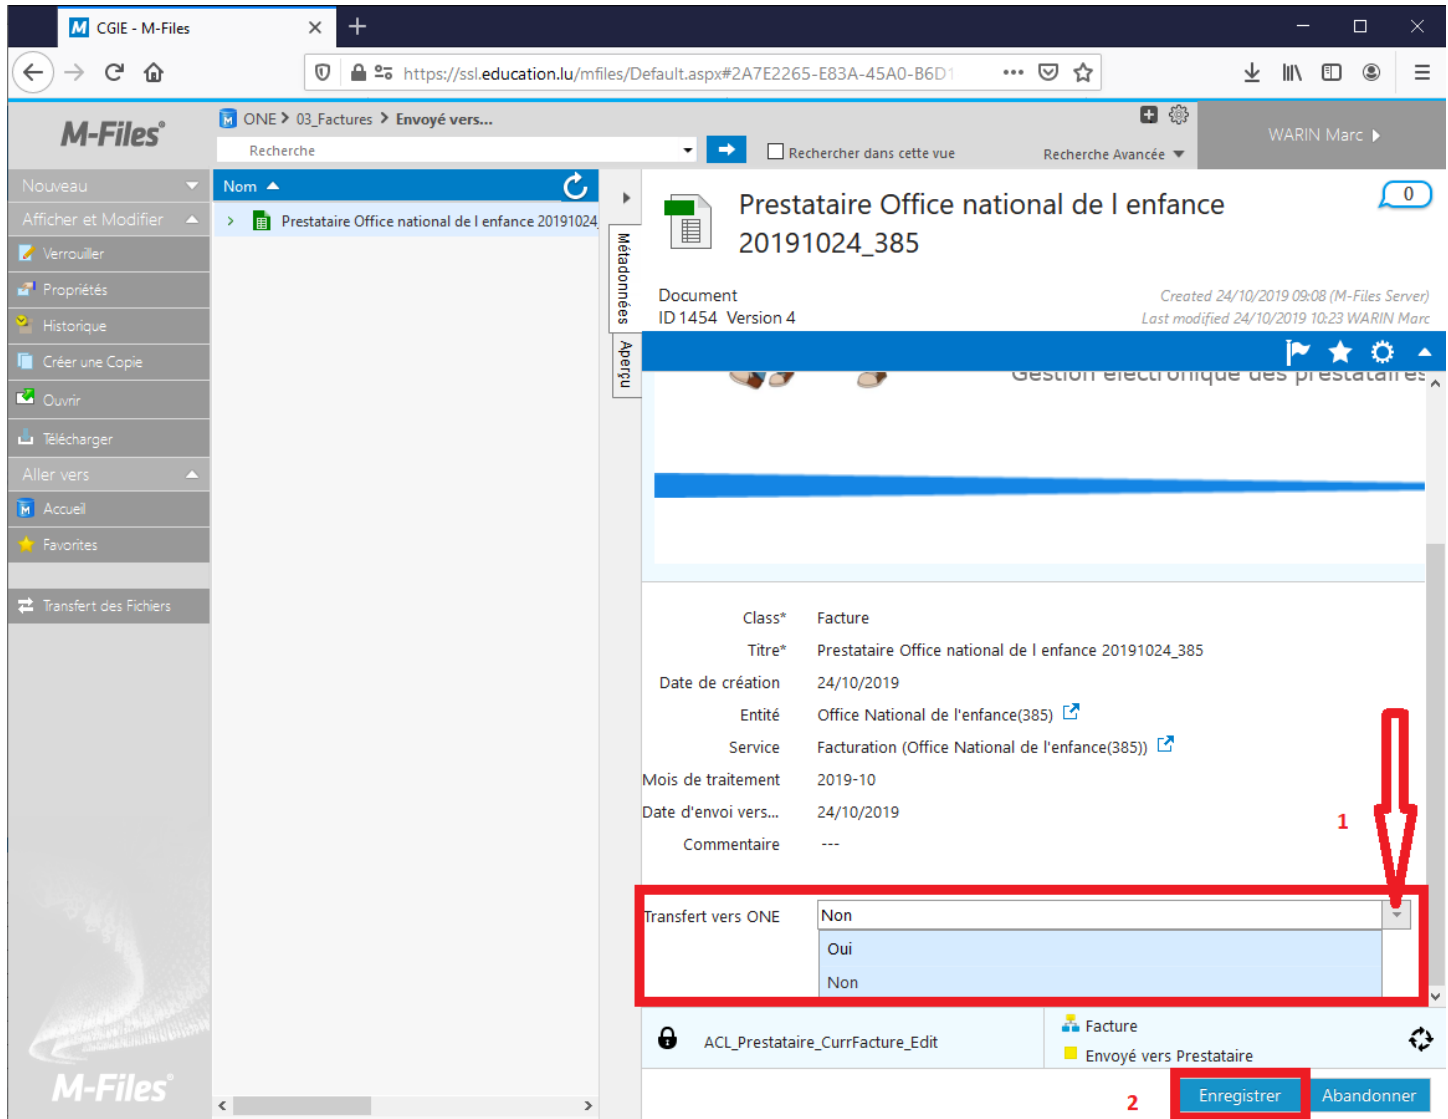 CGIE - M-Files
https://ssl.education.lu/mfiles/Default.aspx#2A7E2265-E83A-45A0-B6D1
M-Files
ONE > 03_Factures > Envoyé vers...
Recherche
Rechercher dans cette vue
Recherche Avancée
WARIN Marc
Nouveau
Afficher et Modifier
Verrouiller
Propriétés
Historique
Créer une Copie
Ouvrir
Télécharger
Aller vers
Accueil
Favorites
Transfert des Fichiers
M-Files
Nom
Prestataire Office national de l enfance 20191024
Métadonnées
Aperçu
Prestataire Office national de l enfance
20191024_385
0
Document
ID 1454 Version 4
Created 24/10/2019 09:08 (M-Files Server)
Last modified 24/10/2019 10:23 WARIN Marc
Gestion électronique des prestataires
Class* Facture
Titre* Prestataire Office national de l enfance 20191024_385
Date de création 24/10/2019
Entité Office National de l'enfance(385)
Service Facturation (Office National de l'enfance(385))
Mois de traitement 2019-10
Date d'envoi vers... 24/10/2019
Commentaire ---
1
Transfert vers ONE Non
Oui
Non
ACL_Prestataire_CurrFacture_Edit
Facture
Envoyé vers Prestataire
2
Enregistrer
Abandonner